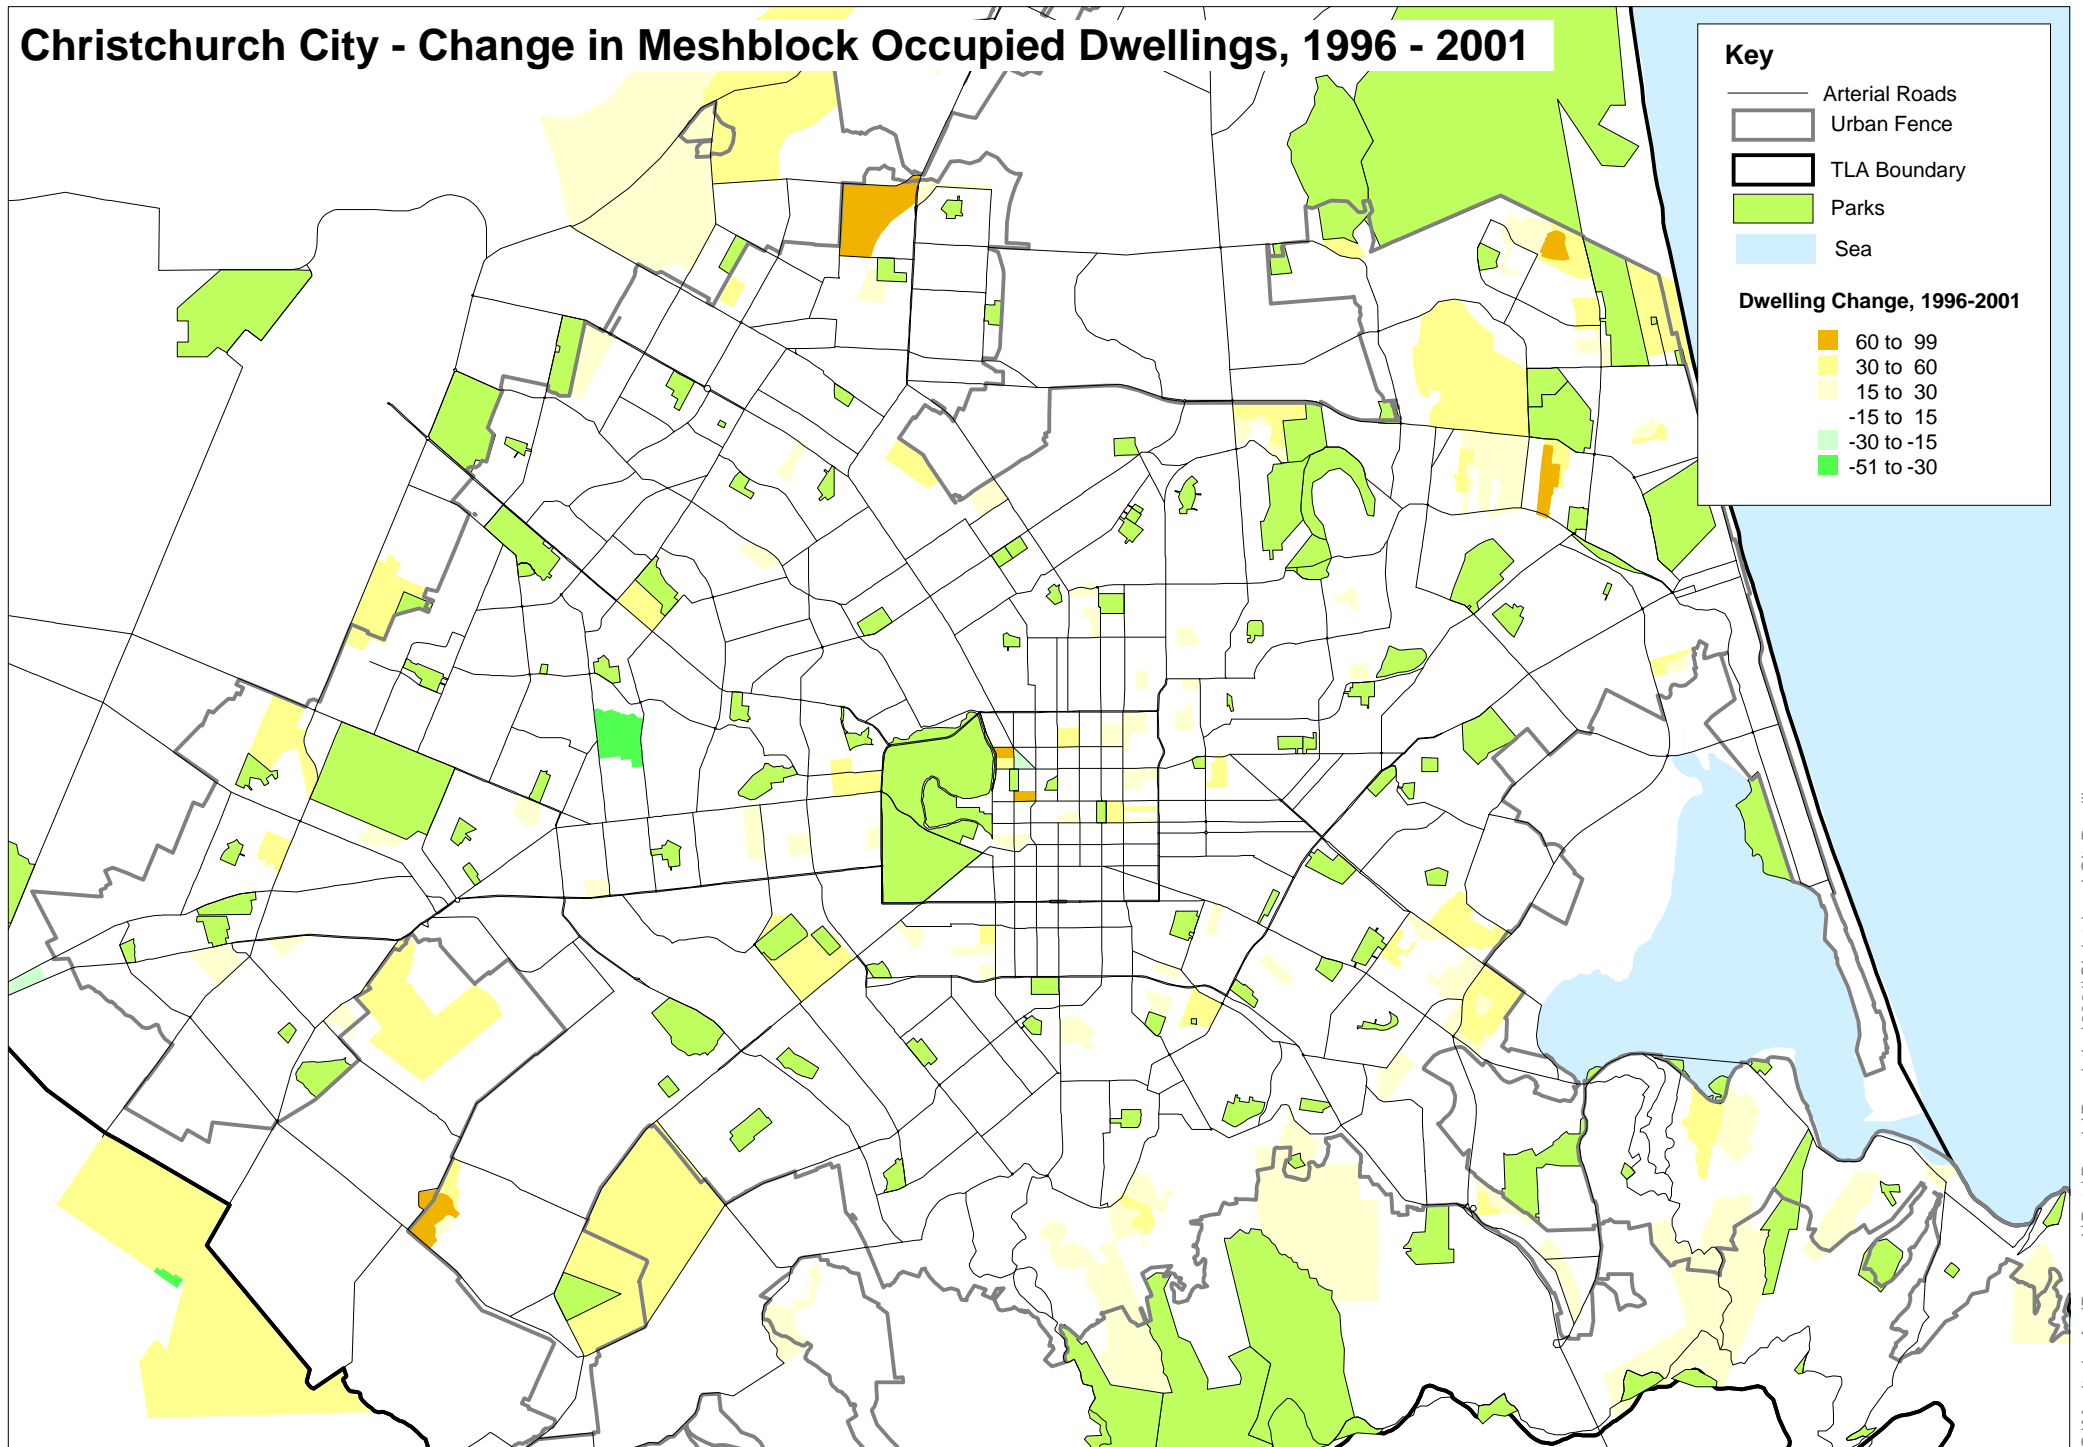 Christchurch City - Change in Meshblock Occupied Dwellings, 1996 - 2001
Key
Arterial Roads
Urban Fence
TLA Boundary
Parks
Sea
Dwelling Change, 1996-2001
60 to 99
30 to 60
15 to 30
-15 to 15
-30 to -15
-51 to -30